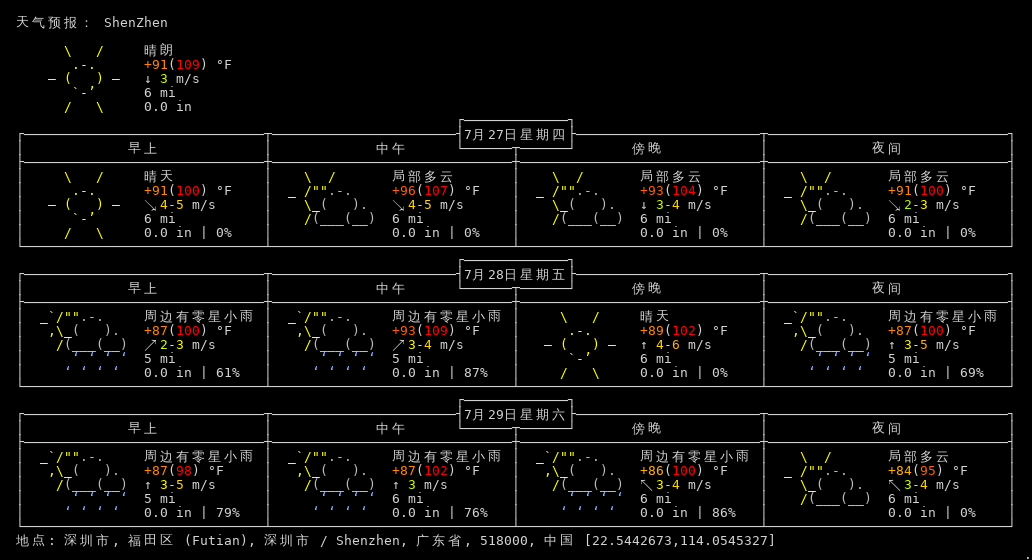 天气预报： ShenZhen
晴朗
+91(109) °F
↓ 3 m/s
6 mi
0.0 in
7月27日星期四
早上 中午 傍晚 夜间
晴天 局部多云 局部多云 局部多云
+91(100) °F +96(107) °F +93(104) °F +91(100) °F
↘ 4-5 m/s ↘ 4-5 m/s ↓ 3-4 m/s ↘ 2-3 m/s
6 mi 6 mi 6 mi 6 mi
0.0 in | 0% 0.0 in | 0% 0.0 in | 0% 0.0 in | 0%
7月28日星期五
早上 中午 傍晚 夜间
周边有零星小雨 周边有零星小雨 晴天 周边有零星小雨
+87(100) °F +93(109) °F +89(102) °F +87(100) °F
↗ 2-3 m/s ↗ 3-4 m/s ↑ 4-6 m/s ↑ 3-5 m/s
5 mi 5 mi 6 mi 5 mi
0.0 in | 61% 0.0 in | 87% 0.0 in | 0% 0.0 in | 69%
7月29日星期六
早上 中午 傍晚 夜间
周边有零星小雨 周边有零星小雨 周边有零星小雨 局部多云
+87(98) °F +87(102) °F +86(100) °F +84(95) °F
↑ 3-5 m/s ↑ 3 m/s ↖ 3-4 m/s ↖ 3-4 m/s
5 mi 6 mi 6 mi 6 mi
0.0 in | 79% 0.0 in | 76% 0.0 in | 86% 0.0 in | 0%
地点: 深圳市, 福田区 (Futian), 深圳市 / Shenzhen, 广东省, 518000, 中国 [22.5442673,114.0545327]